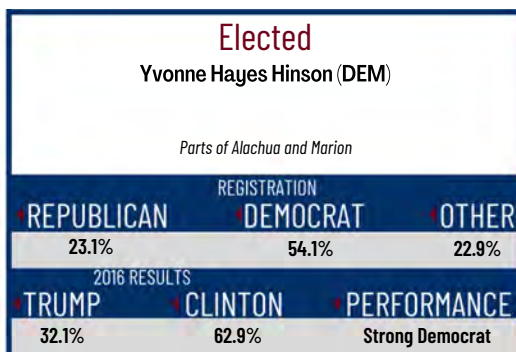 Elected
Yvonne Hayes Hinson (DEM)
Parts of Alachua and Marion
REGISTRATION
REPUBLICAN DEMOCRAT OTHER
23.1% 54.1% 22.9%
2016 RESULTS
TRUMP CLINTON PERFORMANCE
32.1% 62.9% Strong Democrat